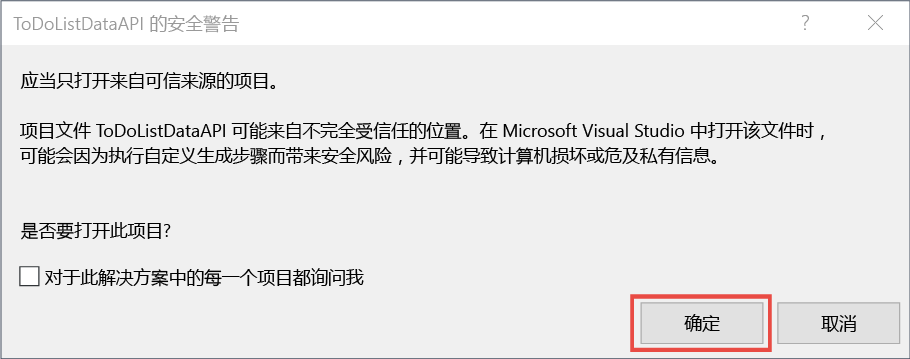 ToDoListDataAPI 的安全警告
?
应当只打开来自可信来源的项目。
项目文件 ToDoListDataAPI 可能来自不完全受信任的位置。在 Microsoft Visual Studio 中打开该文件时，
可能会因为执行自定义生成步骤而带来安全风险，并可能导致计算机损坏或危及私有信息。
是否要打开此项目?
对于此解决方案中的每一个项目都询问我
确定
取消